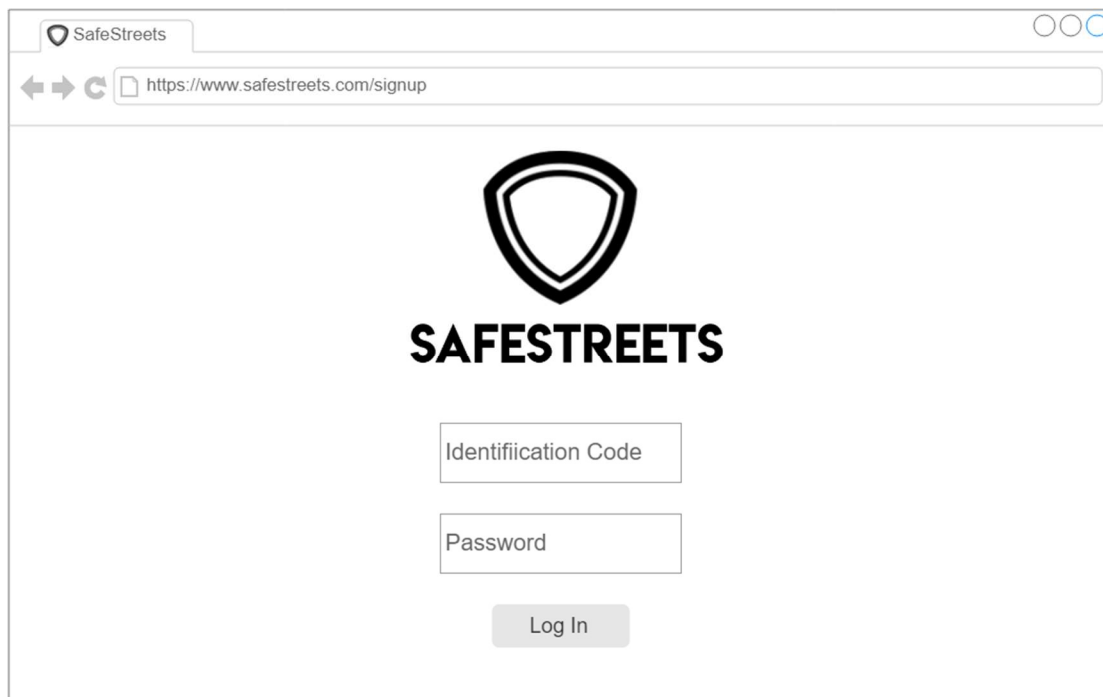 SafeStreets
https://www.safestreets.com/signup
SAFESTREETS
Identifiication Code
Password
Log In